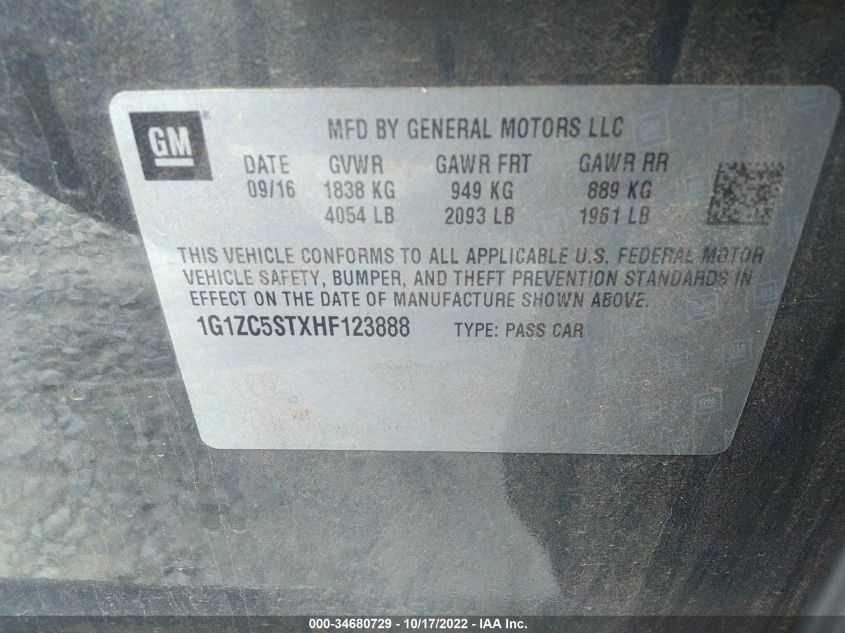 GM
MFD BY GENERAL MOTORS LLC
DATE GVWR GAWR FRT GAWR RR
09/16 1838 KG 949 KG 889 KG
4054 LB 2093 LB 1961 LB
THIS VEHICLE CONFORMS TO ALL APPLICABLE U.S. FEDERAL MOTOR
VEHICLE SAFETY, BUMPER, AND THEFT PREVENTION STANDARDS IN
EFFECT ON THE DATE OF MANUFACTURE SHOWN ABOVE.
1G1ZC5STXHF123888 TYPE: PASS CAR
000-34680729 - 10/17/2022 - IAA Inc.